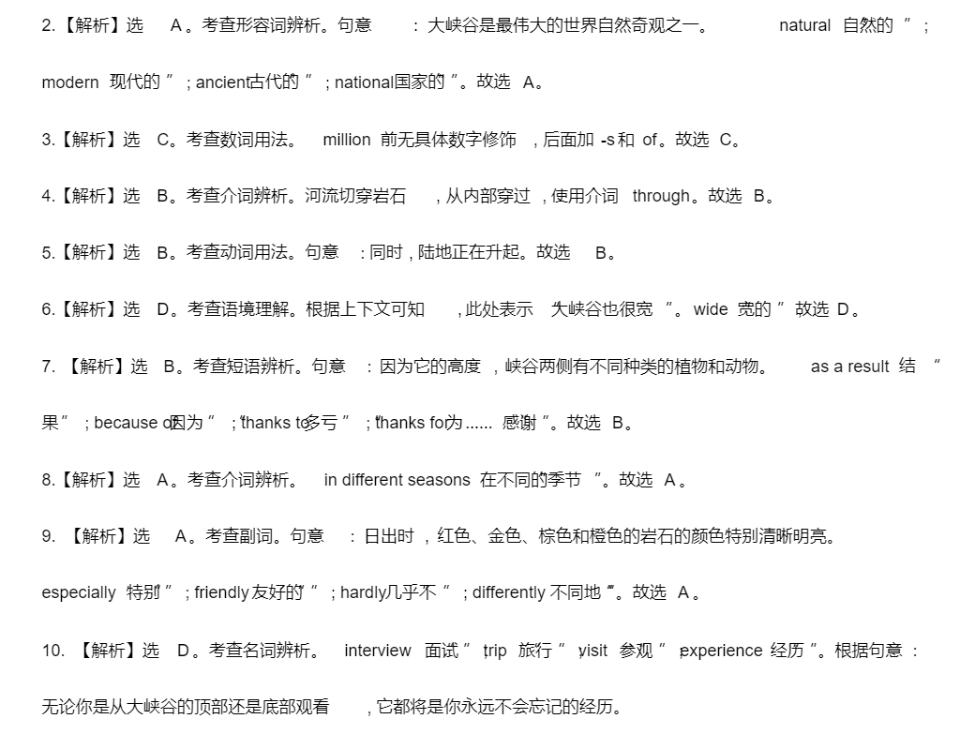 2.【解析】选 A。考查形容词辨析。句意 : 大峡谷是最伟大的世界自然奇观之一。 natural 自然的 ” ;
modern 现代的 ” ; ancient古代的 ” ; national国家的 ”。故选 A。
3.【解析】选 C。考查数词用法。 million 前无具体数字修饰 , 后面加 -s 和 of。故选 C。
4.【解析】选 B。考查介词辨析。河流切穿岩石 , 从内部穿过 , 使用介词 through。故选 B。
5.【解析】选 B。考查动词用法。句意 : 同时 , 陆地正在升起。故选 B。
6.【解析】选 D。考查语境理解。根据上下文可知 , 此处表示 “大峡谷也很宽 ”。 wide 宽的 ” 故选 D。
7. 【解析】选 B。考查短语辨析。句意 : 因为它的高度 , 峡谷两侧有不同种类的植物和动物。 as a result 结 ”
果” ; because of因为 ” ; “thanks to多亏 ” ; “thanks for为 …… 感谢 ”。故选 B。
8.【解析】选 A。考查介词辨析。 in different seasons 在不同的季节 ”。故选 A。
9. 【解析】选 A。考查副词。句意 : 日出时 , 红色、金色、棕色和橙色的岩石的颜色特别清晰明亮。
especially 特别 ” ; friendly 友好的 ” ; hardly几乎不 ” ; differently 不同地 ”。故选 A。
10. 【解析】选 D。考查名词辨析。 interview 面试 ” , trip 旅行 ” , visit 参观 ” , experience 经历 ”。根据句意 :
无论你是从大峡谷的顶部还是底部观看 , 它都将是你永远不会忘记的经历。